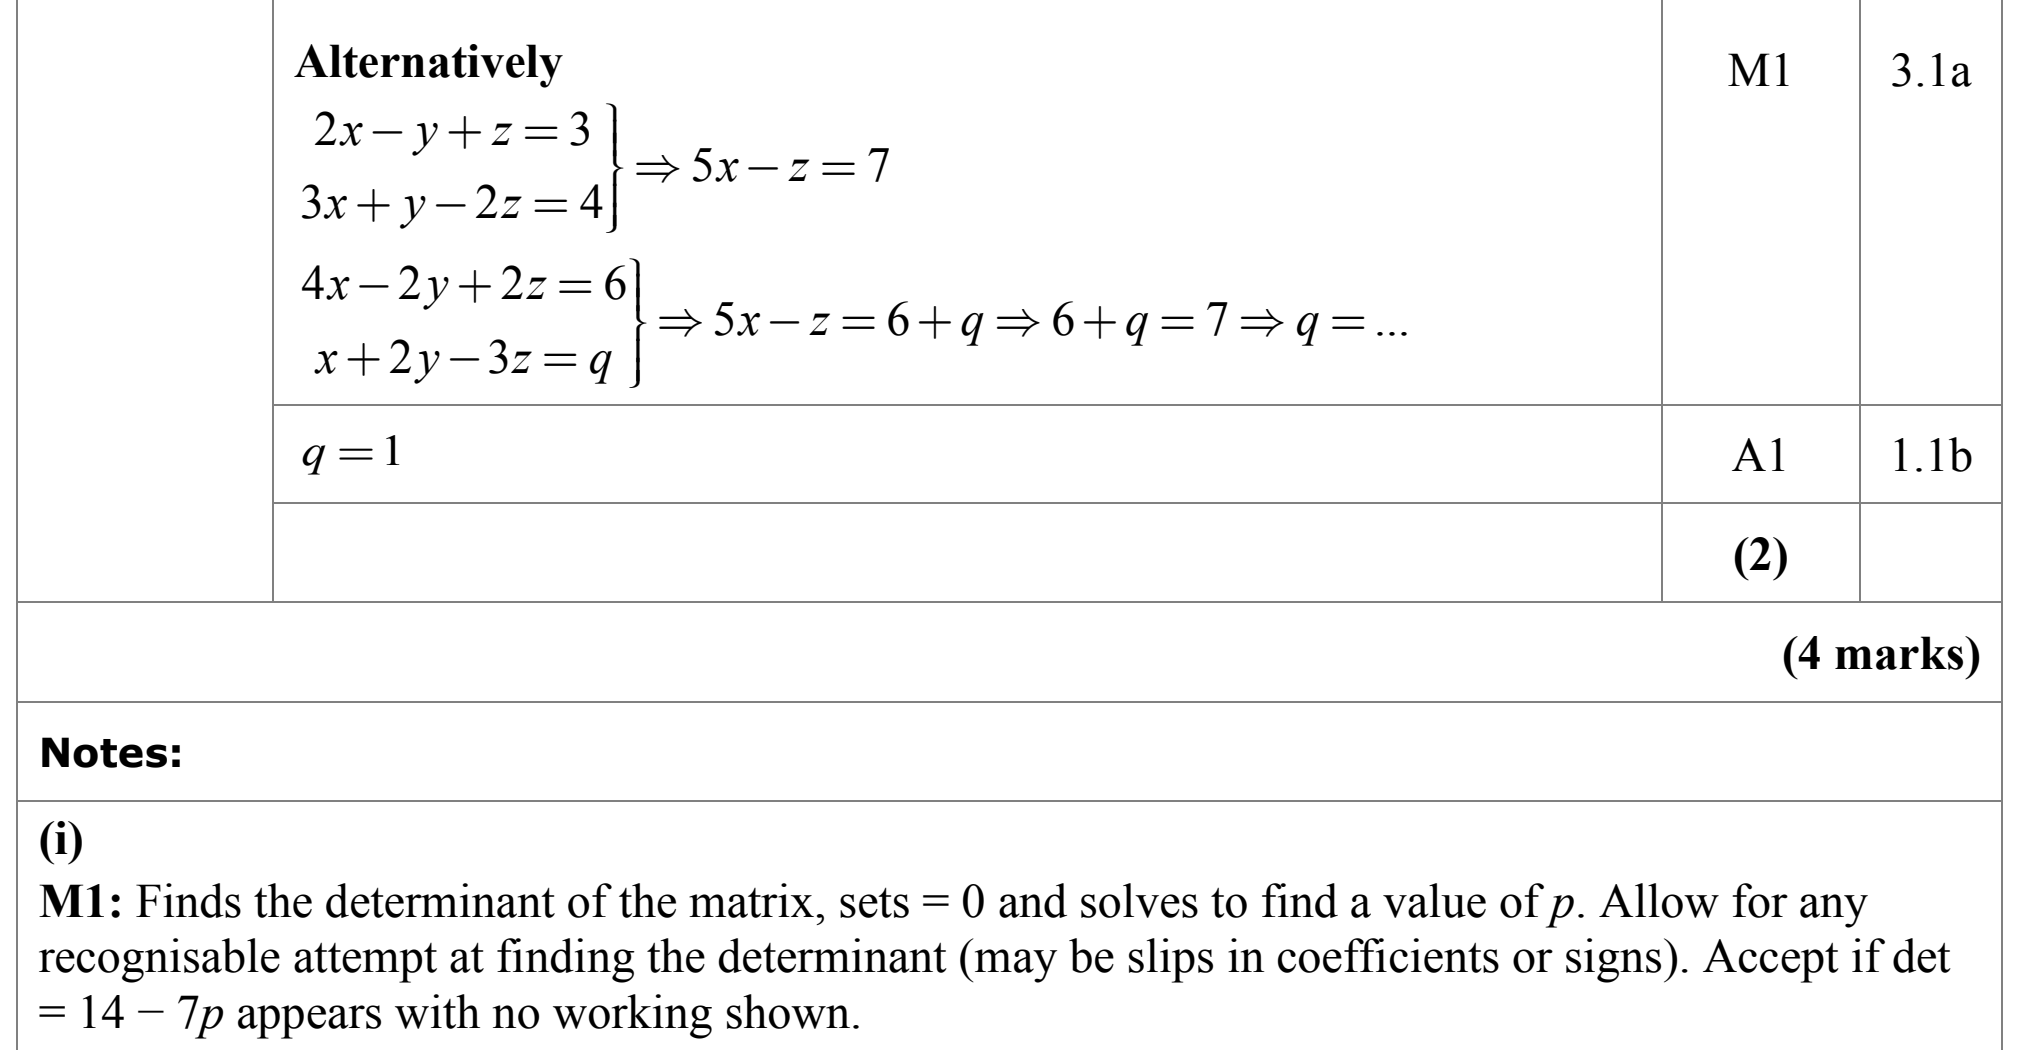 Alternatively
M1 3.1a
2x − y + z = 3
3x + y − 2z = 4 } ⇒ 5x − z = 7
4x − 2y + 2z = 6
x + 2y − 3z = q } ⇒ 5x − z = 6 + q ⇒ 6 + q = 7 ⇒ q = ...
q = 1 A1 1.1b
(2)
(4 marks)
Notes:
(i)
M1: Finds the determinant of the matrix, sets = 0 and solves to find a value of p. Allow for any
recognisable attempt at finding the determinant (may be slips in coefficients or signs). Accept if det
= 14 − 7p appears with no working shown.